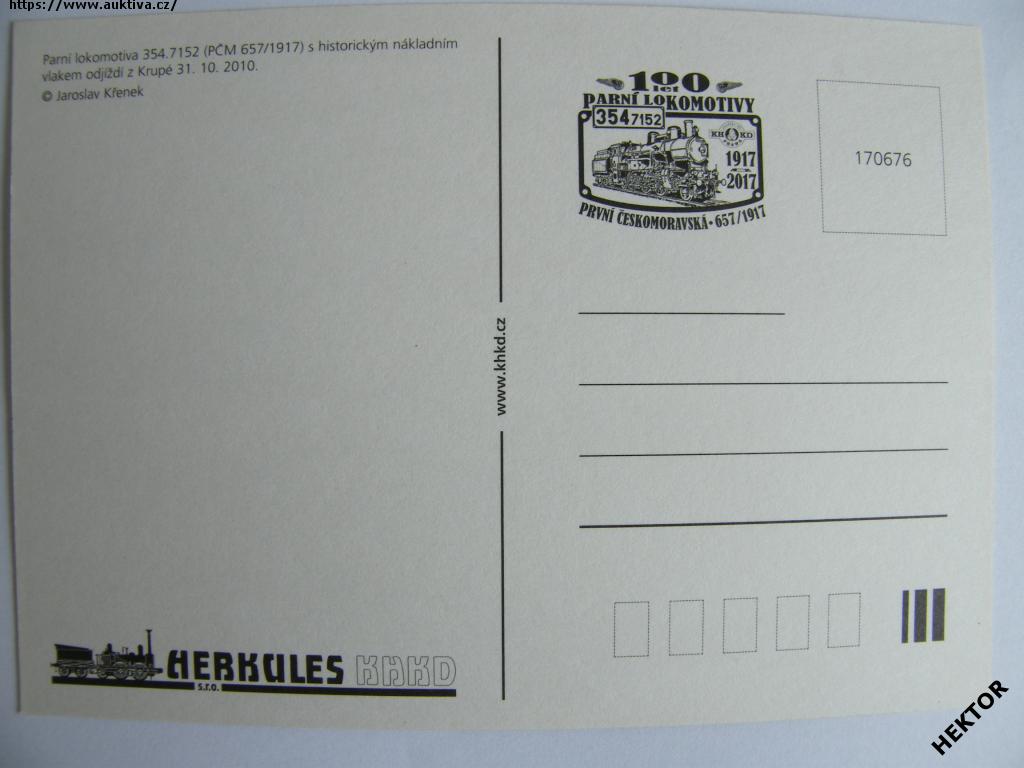 https://www.auktiva.cz/
Parní lokomotiva 354.7152 (PČM 657/1917) s historickým nákladním
vlakem odjíždí z Krupé 31. 10. 2010.
© Jaroslav Křenek
100
let
PARNÍ LOKOMOTIVY
354 7152
KH KD
1917
2017
PRVNÍ ČESKOMORAVSKÁ • 657/1917
170676
www.khkd.cz
HERKULES KHKD
s.r.o.
HEKTOR